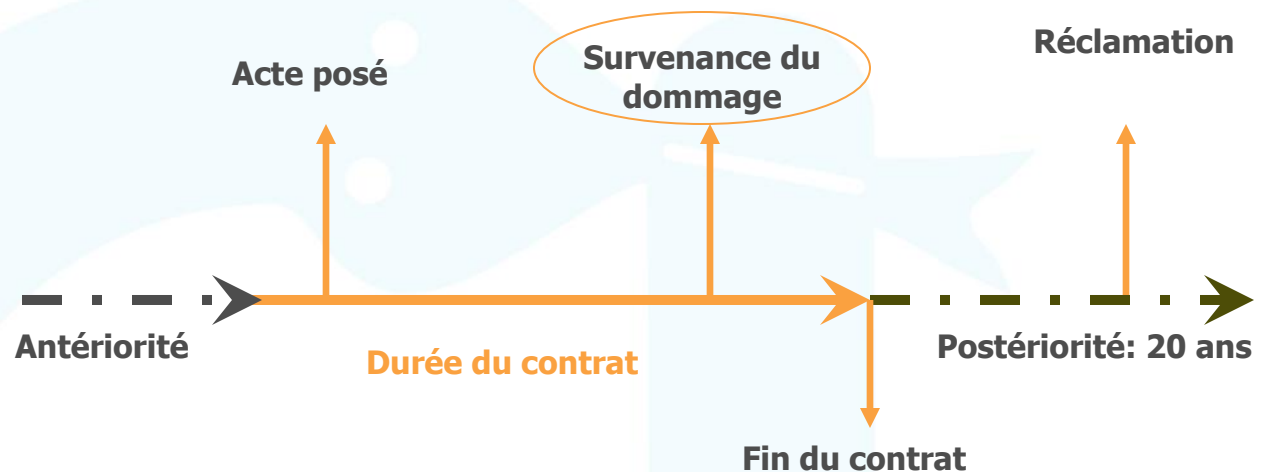 Acte posé
Survenance du
dommage
Réclamation
Antériorité
Durée du contrat
Postériorité: 20 ans
Fin du contrat